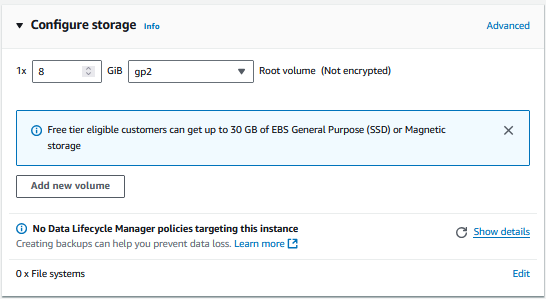 Configure storage Info Advanced
1x 8 GiB gp2 Root volume (Not encrypted)
Free tier eligible customers can get up to 30 GB of EBS General Purpose (SSD) or Magnetic
storage
Add new volume
No Data Lifecycle Manager policies targeting this instance
Creating backups can help you prevent data loss. Learn more
Show details
0 x File systems Edit